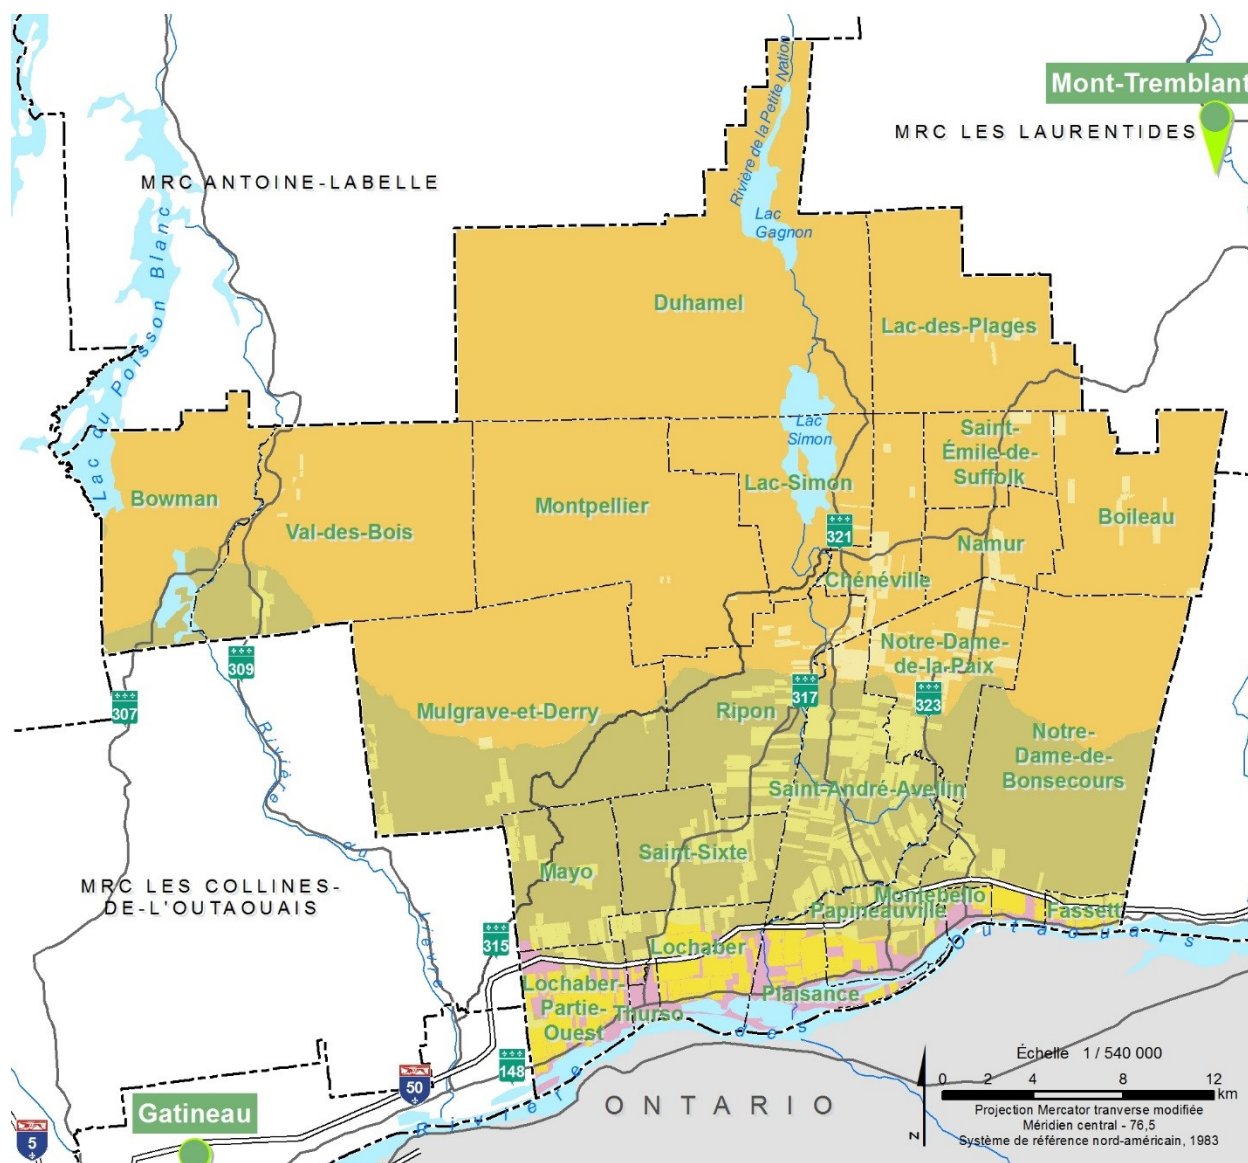 Mont-Tremblant
MRC LES LAURENTIDES
Rivière de la Petite Nation
MRC ANTOINE-LABELLE
Lac
Gagnon
Lac du Poisson Blanc
Duhamel
Lac-des-Plages
Lac
Simon
Saint-
Émile-de-
Suffolk
Bowman
Val-des-Bois
Montpellier
Lac-Simon
Boileau
321
Namur
Chénéville
309
307
Notre-Dame-
de-la-Paix
317
323
Mulgrave-et-Derry
Ripon
Notre-
Dame-de-
Bonsecours
Rivière du Lièvre
Saint-André-Avellin
Saint-Sixte
Mayo
MRC LES COLLINES-
DE-L'OUTAOUAIS
Montebello
Papineauville
Fassett
315
Lochaber
Lochaber-
Partie-
Ouest
Thurso
Plaisance
Rivière des Outaouais
148
50
Gatineau
5
ONTARIO
Échelle 1 / 540 000
0 2 4 8 12
km
N
Projection Mercator tranverse modifiée
Méridien central - 76,5
Système de référence nord-américain, 1983